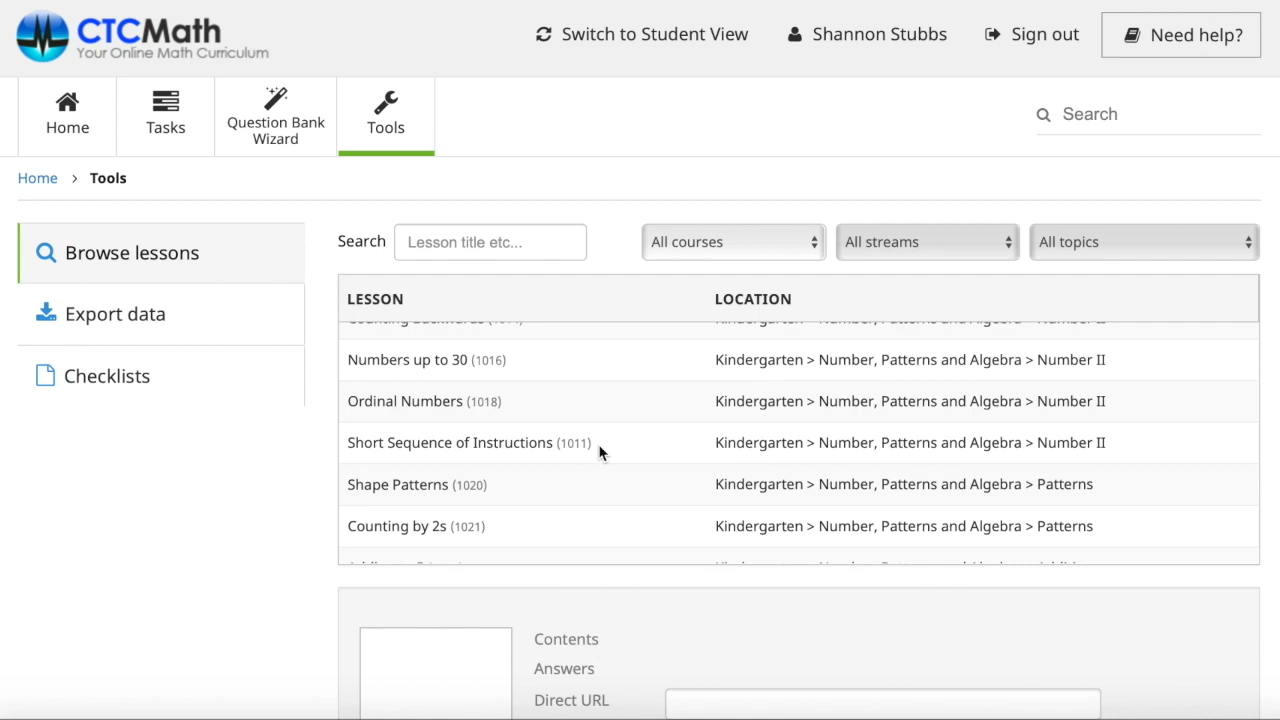 CTCMath
Your Online Math Curriculum
Switch to Student View
Shannon Stubbs
Sign out
Need help?
Home
Tasks
Question Bank
Wizard
Tools
Search
Home > Tools
Browse lessons
Export data
Checklists
Search
Lesson title etc...
All courses
All streams
All topics
LESSON LOCATION
Numbers up to 30 (1016) Kindergarten > Number, Patterns and Algebra > Number II
Ordinal Numbers (1018) Kindergarten > Number, Patterns and Algebra > Number II
Short Sequence of Instructions (1011) Kindergarten > Number, Patterns and Algebra > Number II
Shape Patterns (1020) Kindergarten > Number, Patterns and Algebra > Patterns
Counting by 2s (1021) Kindergarten > Number, Patterns and Algebra > Patterns
Contents
Answers
Direct URL